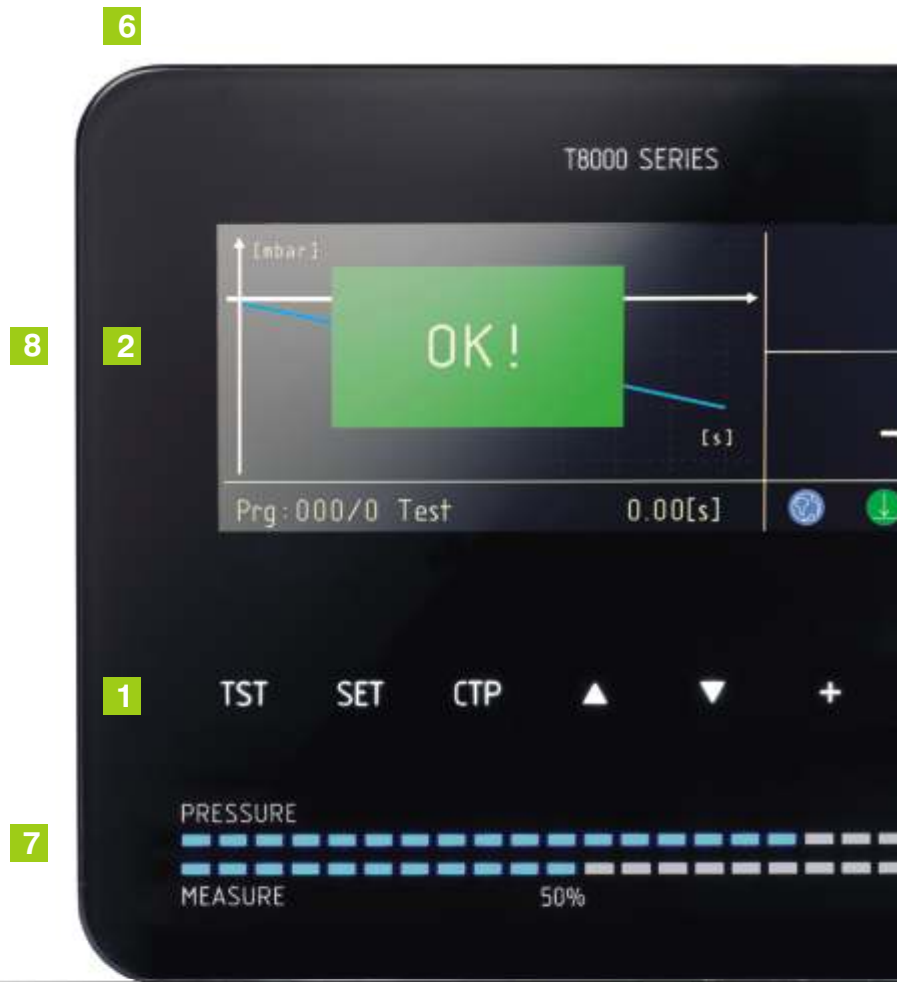 6
T8000 SERIES
[mbar]
OK!
8
2
[s]
Prg:000/0 Test 0.00[s]
1
TST SET CTP ▲ ▼ +
PRESSURE
7
MEASURE 50%